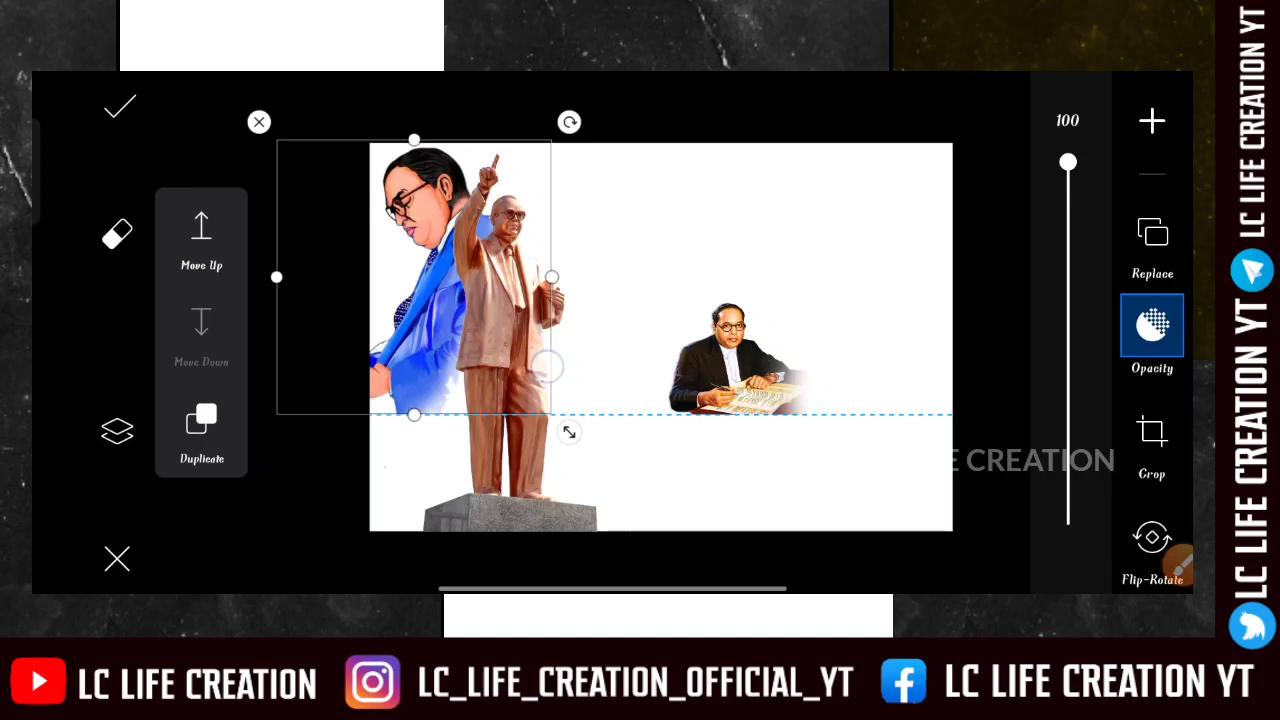 100
Move Up
Replace
Move Down
Opacity
Duplicate
E CREATION
Crop
Flip-Rotate
LC LIFE CREATION YT
LC LIFE CREATION YT
LC LIFE CREATION
LC_LIFE_CREATION_OFFICIAL_YT
LC LIFE CREATION YT